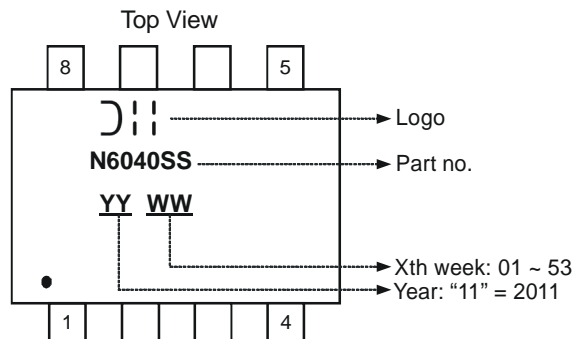 Top View
8 5
Logo
N6040SS Part no.
YY WW
Xth week: 01 ~ 53
Year: “11” = 2011
1 4